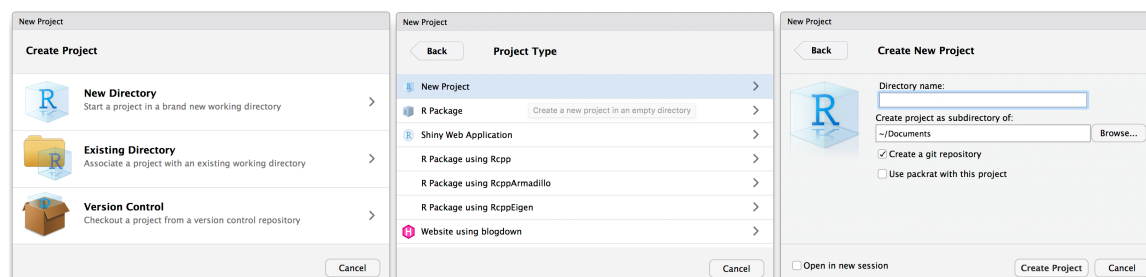 New Project
Create Project
New Directory
Start a project in a brand new working directory
Existing Directory
Associate a project with an existing working directory
Version Control
Checkout a project from a version control repository
Cancel
New Project
Back
Project Type
New Project
R Package
Create a new project in an empty directory
Shiny Web Application
R Package using Rcpp
R Package using RcppArmadillo
R Package using RcppEigen
Website using blogdown
Cancel
New Project
Back
Create New Project
Directory name:
Create project as subdirectory of:
~/Documents
Browse...
Create a git repository
Use packrat with this project
Open in new session
Create Project
Cancel